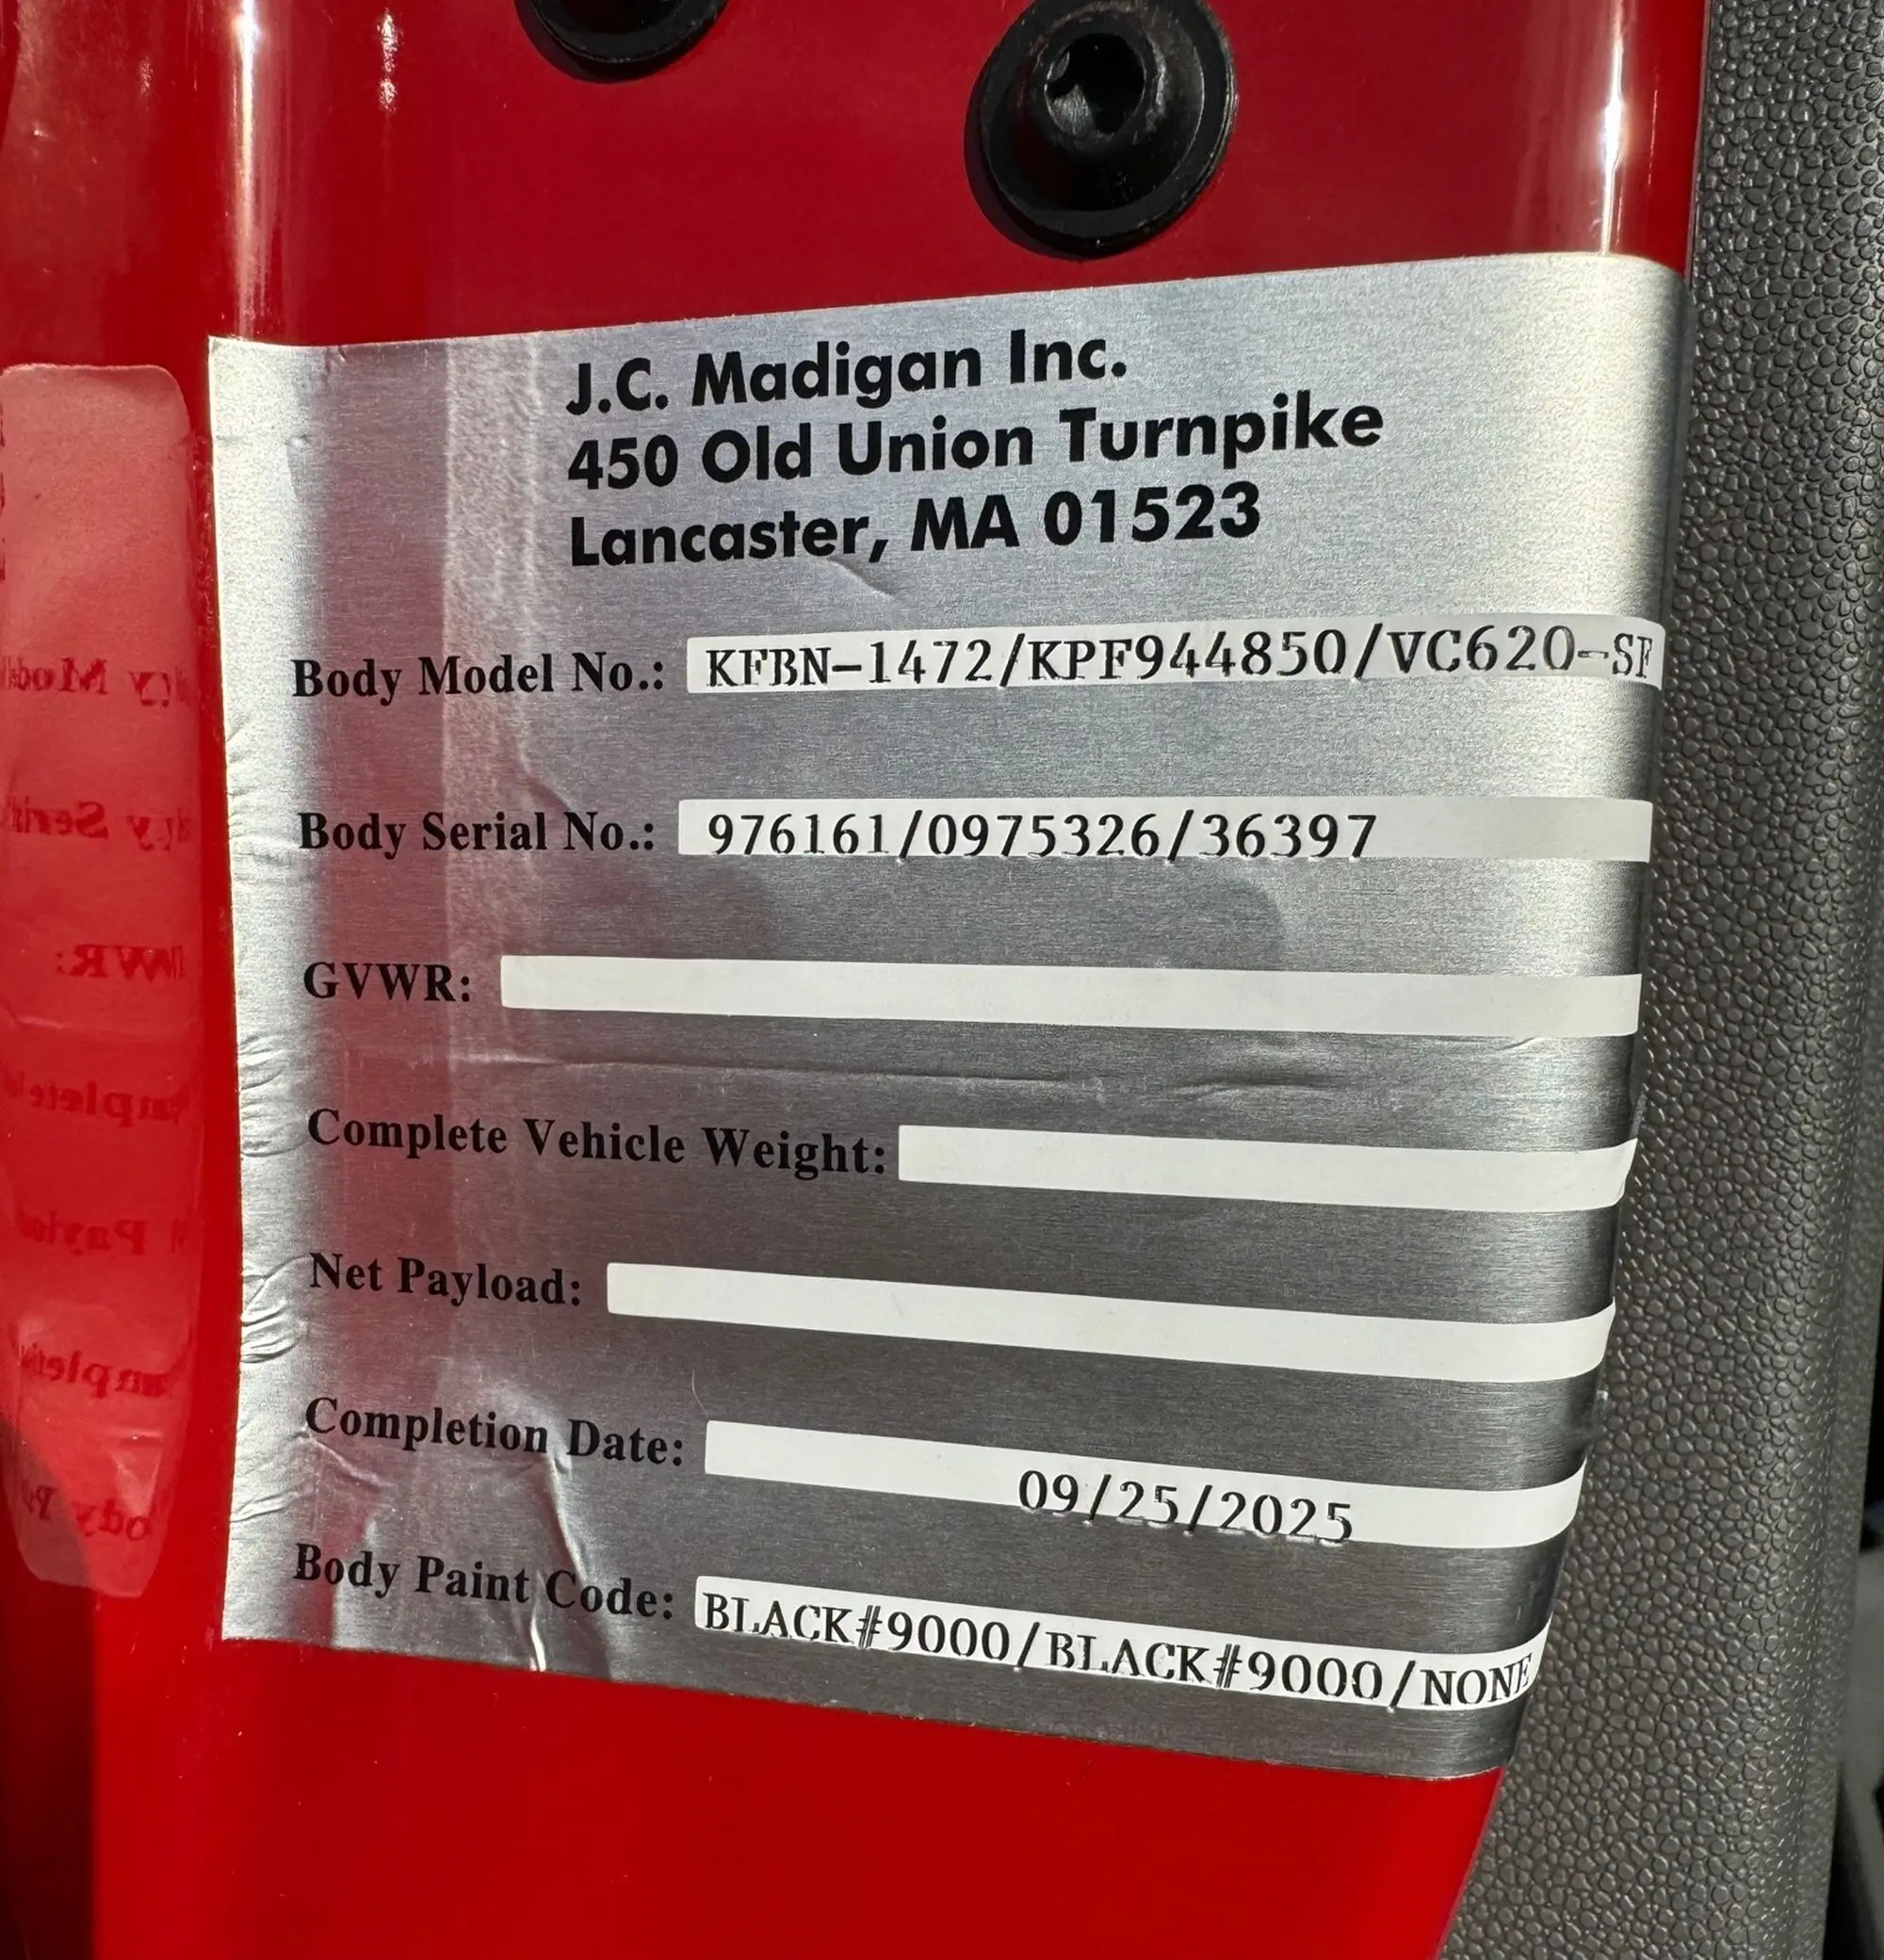 J.C. Madigan Inc.
450 Old Union Turnpike
Lancaster, MA 01523
Body Model No.: KFBN-1472/KPF944850/VC620-SF
Body Serial No.: 976161/0975326/36397
GVWR:
Complete Vehicle Weight:
Net Payload:
Completion Date: 09/25/2025
Body Paint Code: BLACK#9000/BLACK#9000/NONE